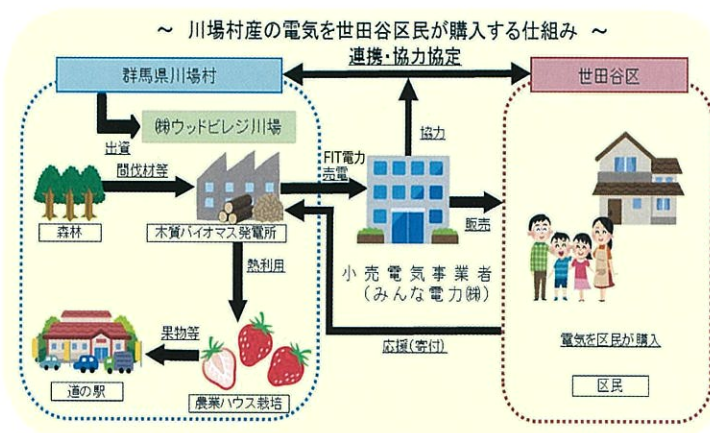 ～ 川場村産の電気を世田谷区民が購入する仕組み ～
連携・協力協定
群馬県川場村
世田谷区
㈱ウッドビレジ川場
出資
協力
間伐材等
FIT電力
売電
森林
木質バイオマス発電所
販売
熱利用
小売電気事業者
（みんな電力㈱）
果物等
応援（寄付）
電気を区民が購入
道の駅
農業ハウス栽培
区民